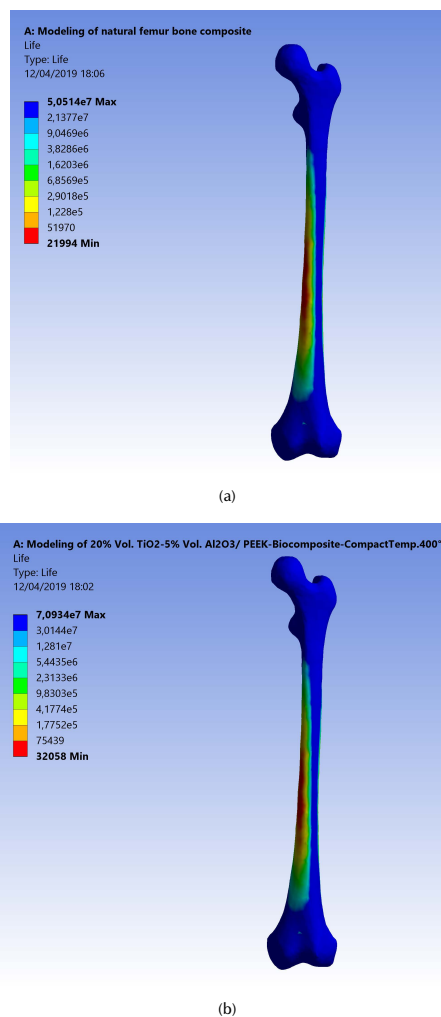 A: Modeling of natural femur bone composite
Life
Type: Life
12/04/2019 18:06
5,0514e7 Max
2,1377e7
9,0469e6
3,8286e6
1,6203e6
6,8569e5
2,9018e5
1,228e5
51970
21994 Min
(a)
A: Modeling of 20% Vol. TiO2-5% Vol. Al2O3/ PEEK-Biocomposite-CompactTemp.400°
Life
Type: Life
12/04/2019 18:02
7,0934e7 Max
3,0144e7
1,281e7
5,4435e6
2,3133e6
9,8303e5
4,1774e5
1,7752e5
75439
32058 Min
(b)